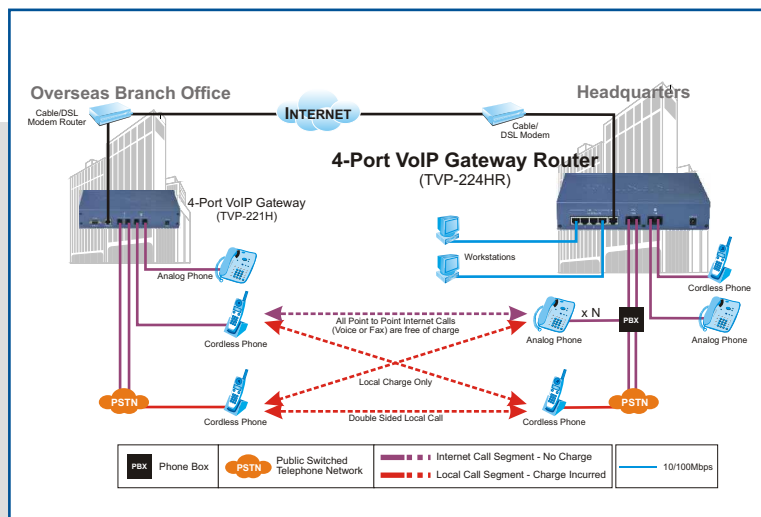 Overseas Branch Office
Headquarters
Cable/DSL
Modem Router
INTERNET
Cable/
DSL Modem
4-Port VoIP Gateway Router
(TVP-224HR)
4-Port VoIP Gateway
(TVP-221H)
Workstations
Analog Phone
Cordless Phone
Cordless Phone
All Point to Point Internet Calls
(Voice or Fax) are free of charge
x N
PBX
Analog Phone
Analog Phone
Local Charge Only
PSTN
Cordless Phone
Double Sided Local Call
Cordless Phone
PSTN
PBX
Phone Box
PSTN
Public Switched
Telephone Network
Internet Call Segment - No Charge
Local Call Segment - Charge Incurred
10/100Mbps